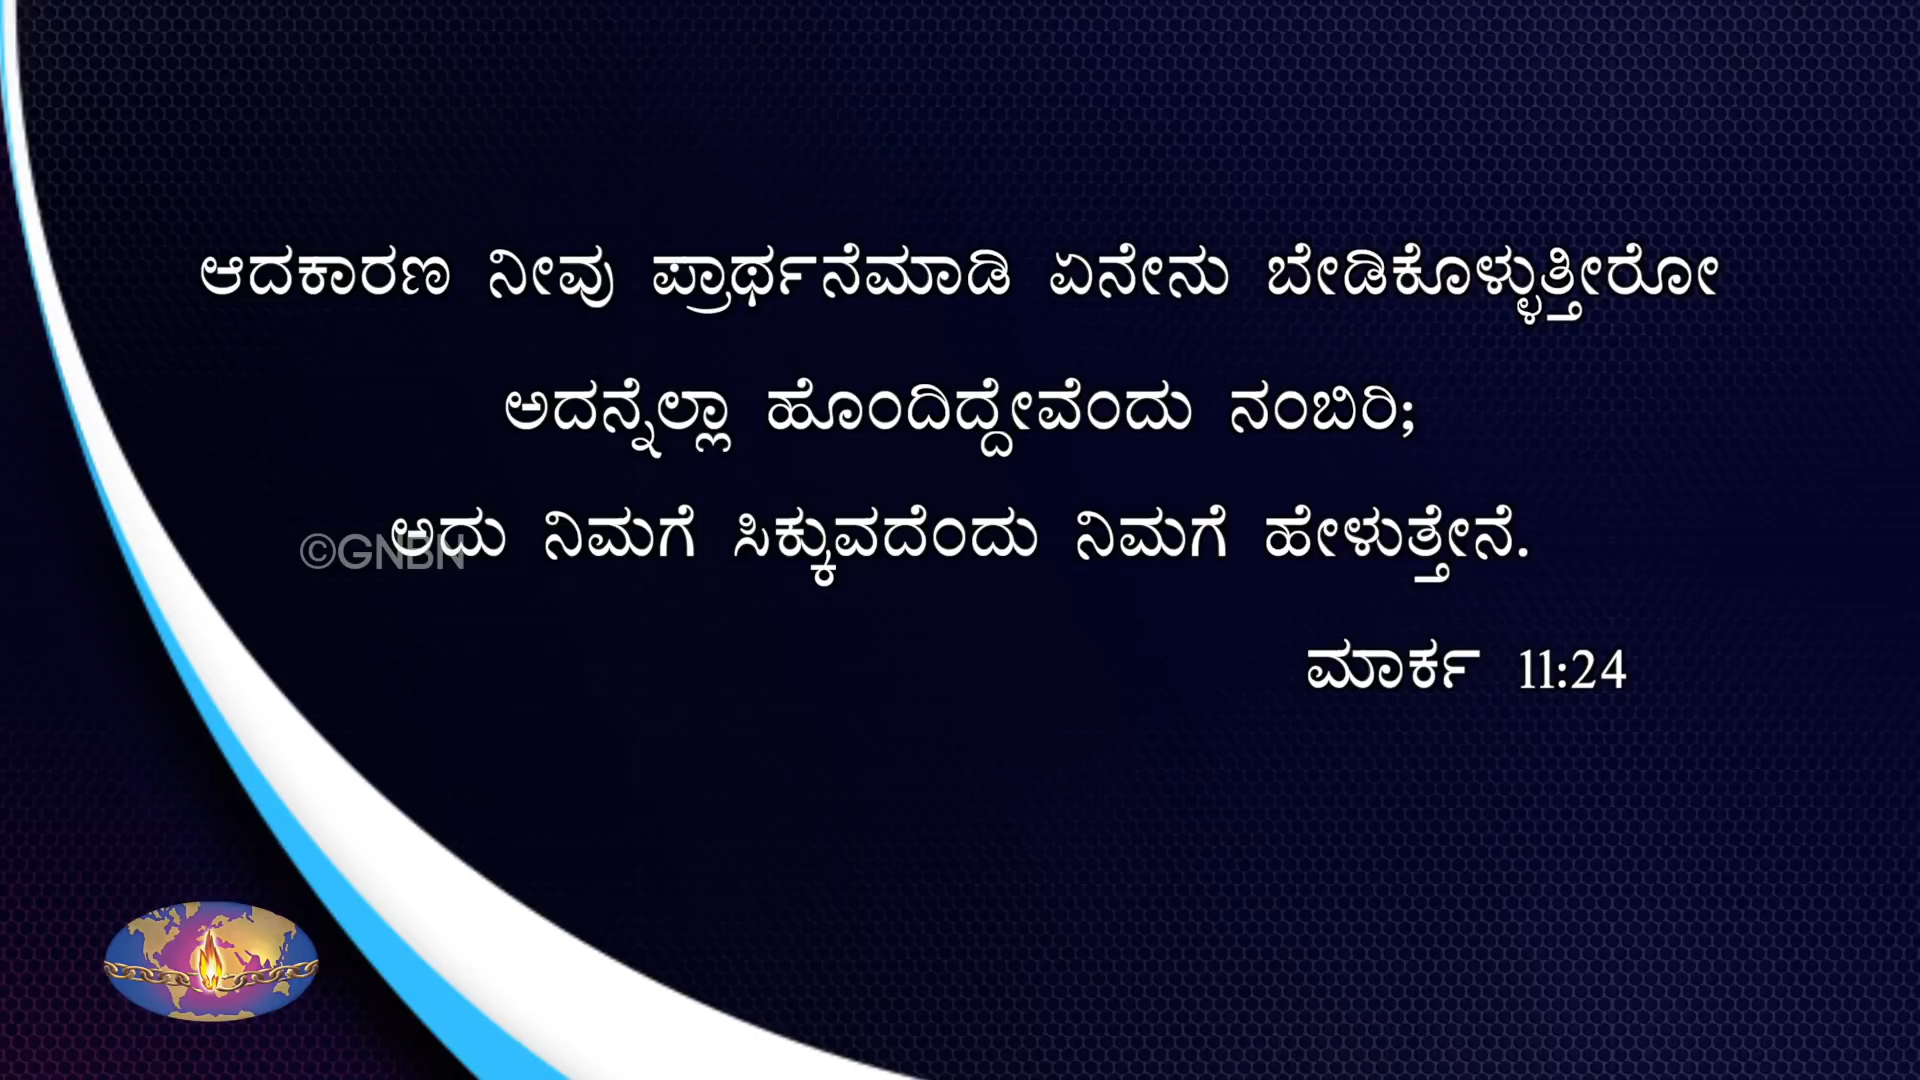 ಆದಕಾರಣ ನೀವು ಪ್ರಾರ್ಥನೆಮಾಡಿ ಏನೇನು ಬೇಡಿಕೊಳ್ಳುತ್ತೀರೋ
ಅದನ್ನೆಲ್ಲಾ ಹೊಂದಿದ್ದೇವೆಂದು ನಂಬಿರಿ;
ಅದು ನಿಮಗೆ ಸಿಕ್ಕುವದೆಂದು ನಿಮಗೆ ಹೇಳುತ್ತೇನೆ.
©GNBN
ಮಾರ್ಕ 11:24